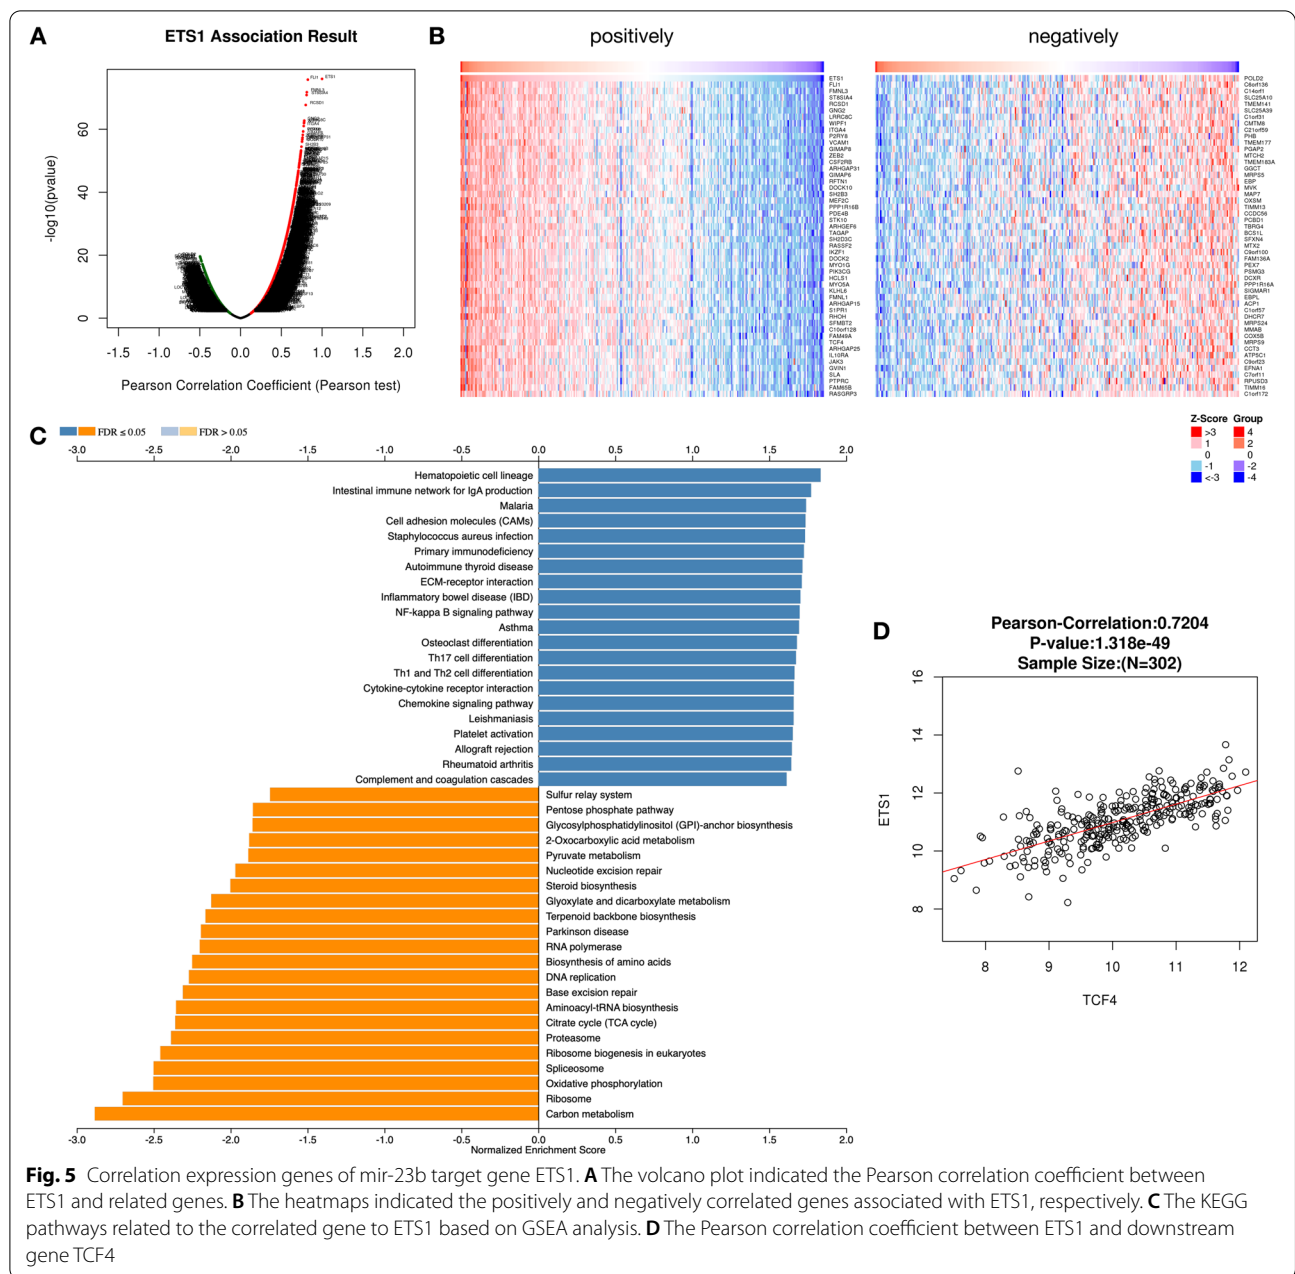 A
ETS1 Association Result
-log10(pvalue)
60
40
20
0
FLI1
ETS1
FMNL3
ST8SIA4
RCSD1
-1.5
-1.0
-0.5
0.0
0.5
1.0
1.5
2.0
Pearson Correlation Coefficient (Pearson test)
B
positively
negatively
ETS1
FLI1
FMNL3
ST8SIA4
RCSD1
GNG2
LRRC8C
WIPF1
ITGA4
P2RY8
VCAM1
GIMAP8
ZEB2
CSF2RB
ARHGAP31
GIMAP6
RFTN1
DOCK10
SH2B3
MEF2C
PPP1R16B
PDE4B
STK10
ARHGEF6
TAGAP
SH2D3C
RASSF2
IKZF1
DOCK2
MYO1G
PIK3CG
HCLS1
MYO5A
KLHL6
FMNL1
ARHGAP15
S1PR1
RHOH
SFMBT2
C10orf128
FAM49A
TCF4
ARHGAP25
IL10RA
JAK3
GVIN1
SLA
PTPRC
FAM65B
RASGRP3
POLD2
C6orf136
C14orf1
SLC25A10
TMEM141
SLC25A39
C1orf31
CMTM8
C21orf59
PHB
TMEM177
PGAP2
MTCH2
TMEM183A
GGCT
MRPS5
EBP
MVK
MAP7
OXSM
TIMM13
CCDC56
PCBD1
TBRG4
BCS1L
SFXN4
MTX2
C9orf100
FAM136A
PEX7
PSMG3
DCXR
PPP1R16A
SIGMAR1
EBPL
ACP1
C1orf57
DHCR7
MRPS24
MMAB
COX5B
MRPS9
CCT3
ATP5C1
C9orf23
EFNA1
C7orf11
RPUSD3
TIMM16
C1orf172
Z-Score Group
>3 4
1 2
0 0
-1 -2
<-3 -4
C
FDR ≤ 0.05 FDR > 0.05
-3.0 -2.5 -2.0 -1.5 -1.0 -0.5 0.0 0.5 1.0 1.5 2.0
Hematopoietic cell lineage
Intestinal immune network for IgA production
Malaria
Cell adhesion molecules (CAMs)
Staphylococcus aureus infection
Primary immunodeficiency
Autoimmune thyroid disease
ECM-receptor interaction
Inflammatory bowel disease (IBD)
NF-kappa B signaling pathway
Asthma
Osteoclast differentiation
Th17 cell differentiation
Th1 and Th2 cell differentiation
Cytokine-cytokine receptor interaction
Chemokine signaling pathway
Leishmaniasis
Platelet activation
Allograft rejection
Rheumatoid arthritis
Complement and coagulation cascades
Sulfur relay system
Pentose phosphate pathway
Glycosylphosphatidylinositol (GPI)-anchor biosynthesis
2-Oxocarboxylic acid metabolism
Pyruvate metabolism
Nucleotide excision repair
Steroid biosynthesis
Glyoxylate and dicarboxylate metabolism
Terpenoid backbone biosynthesis
Parkinson disease
RNA polymerase
Biosynthesis of amino acids
DNA replication
Base excision repair
Aminoacyl-tRNA biosynthesis
Citrate cycle (TCA cycle)
Proteasome
Ribosome biogenesis in eukaryotes
Spliceosome
Oxidative phosphorylation
Ribosome
Carbon metabolism
-3.0 -2.5 -2.0 -1.5 -1.0 -0.5 0.0 0.5 1.0 1.5 2.0
Normalized Enrichment Score
D
Pearson-Correlation:0.7204
P-value:1.318e-49
Sample Size:(N=302)
ETS1
16
14
12
10
8
8 9 10 11 12
TCF4
Fig. 5 Correlation expression genes of mir-23b target gene ETS1. A The volcano plot indicated the Pearson correlation coefficient between
ETS1 and related genes. B The heatmaps indicated the positively and negatively correlated genes associated with ETS1, respectively. C The KEGG
pathways related to the correlated gene to ETS1 based on GSEA analysis. D The Pearson correlation coefficient between ETS1 and downstream
gene TCF4